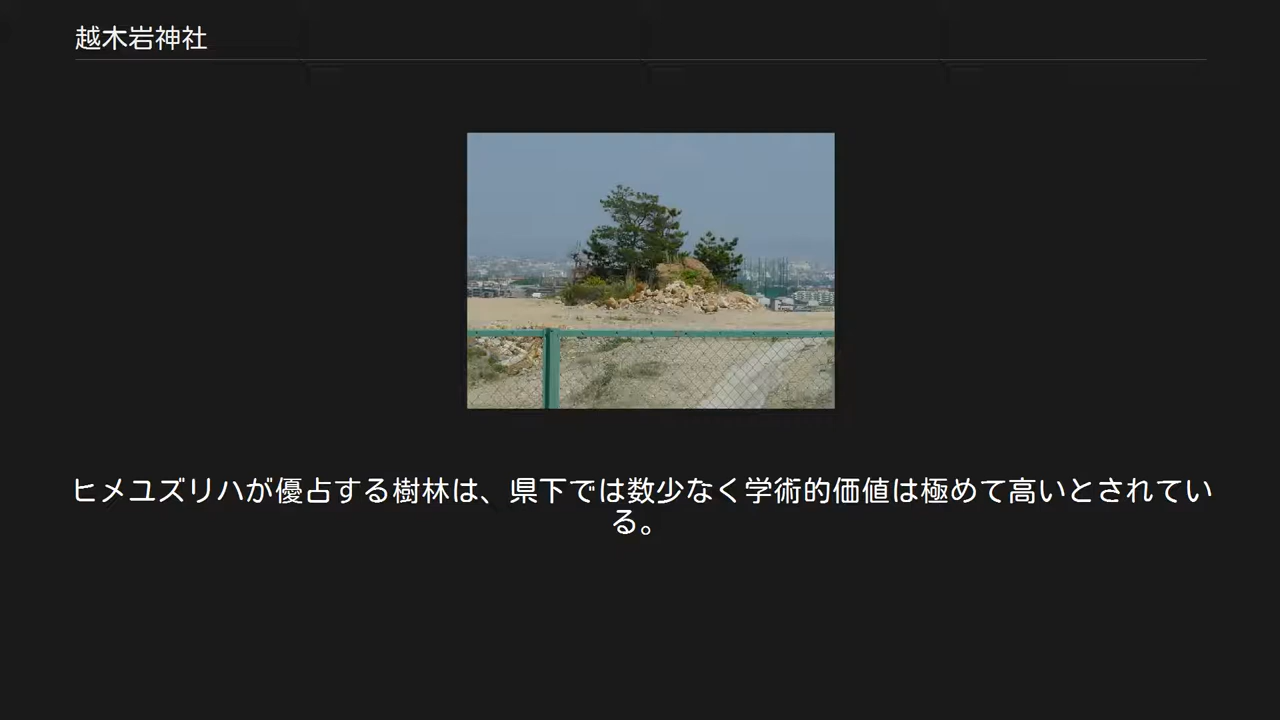 越木岩神社
ヒメユズリハが優占する樹林は、県下では数少なく学術的価値は極めて高いとされてい
る。